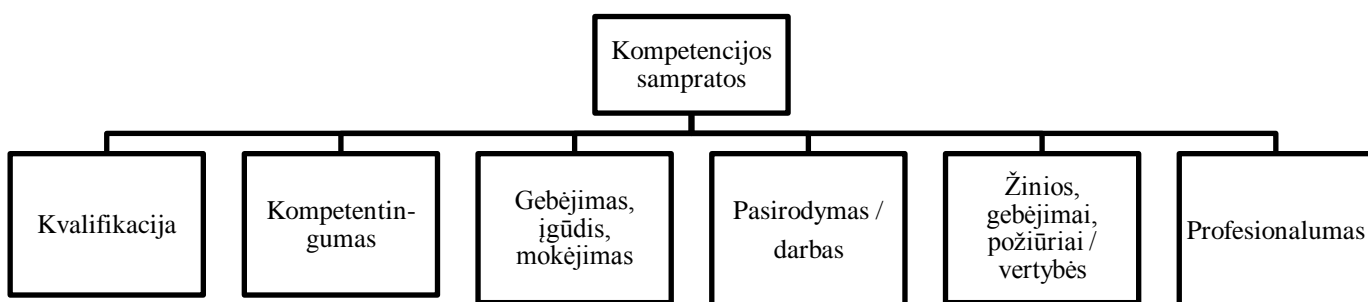 Kompetencijos
sampratos
Kvalifikacija
Kompetentin-
gumas
Gebėjimas,
įgūdis,
mokėjimas
Pasirodymas /
darbas
Žinios,
gebėjimai,
požiūriai /
vertybės
Profesionalumas